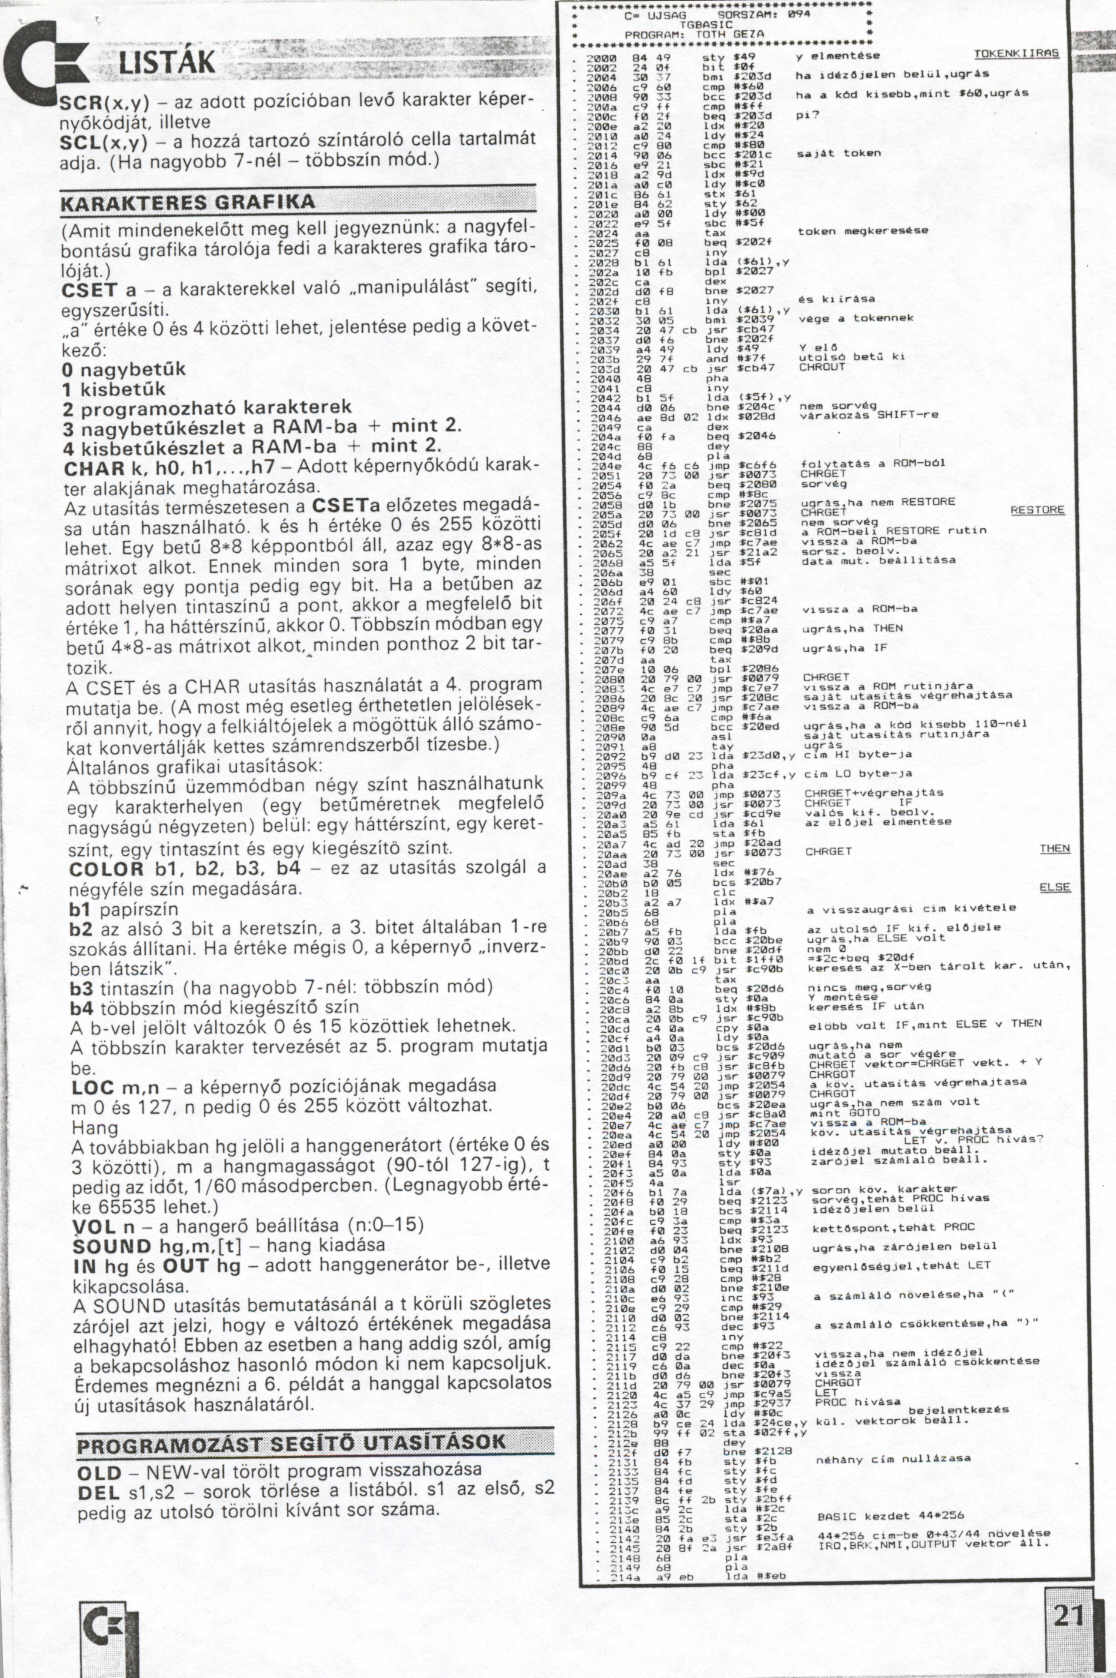 LISTÁK
SCR(x,y) – az adott pozícióban levő karakter képer-
nyőkódját, illetve
SCL(x,y) – a hozzá tartozó színtároló cella tartalmát
adja. (Ha nagyobb 7-nél – többszín mód.)
KARAKTERES GRAFIKA
(Amit mindenekelőtt meg kell jegyeznünk: a nagyfel-
bontású grafika tárolója fedi a karakteres grafika táro-
lóját.)
CSET a – a karakterekkel való „manipulálást" segíti,
egyszerűsíti.
„a" értéke 0 és 4 közötti lehet, jelentése pedig a követ-
kező:
0 nagybetűk
1 kisbetűk
2 programozható karakterek
3 nagybetűkészlet a RAM-ba + mint 2.
4 kisbetűkészlet a RAM-ba + mint 2.
CHAR k, h0, h1,...,h7 – Adott képernyőkódú karak-
ter alakjának meghatározása.
Az utasítás természetesen a CSETa előzetes megadá-
sa után használható. k és h értéke 0 és 255 közötti
lehet. Egy betű 8*8 képpontból áll, azaz egy 8*8-as
mátrixot alkot. Ennek minden sora 1 byte, minden
sorának egy pontja pedig egy bit. Ha a betűben az
adott helyen tintaszínű a pont, akkor a megfelelő bit
értéke 1, ha háttérszínű, akkor 0. Többszín módban egy
betű 4*8-as mátrixot alkot, minden ponthoz 2 bit tar-
tozik.
A CSET és a CHAR utasítás használatát a 4. program
mutatja be. (A most még esetleg érthetetlen jelölések-
ről annyit, hogy a felkiáltójelek a mögöttük álló számo-
kat konvertálják kettes számrendszerből tízesbe.)
Általános grafikai utasítások:
A többszínű üzemmódban négy színt használhatunk
egy karakterhelyen (egy betűméretnek megfelelő
nagyságú négyzeten) belül: egy háttérszínt, egy keret-
színt, egy tintaszínt és egy kiegészítő szint.
COLOR b1, b2, b3, b4 – ez az utasítás szolgál a
négyféle szín megadására.
b1 papírszín
b2 az alsó 3 bit a keretszín, a 3. bitet általában 1-re
szokás állítani. Ha értéke mégis 0, a képernyő „inverz-
ben látszik".
b3 tintaszín (ha nagyobb 7-nél: többszín mód)
b4 többszín mód kiegészítő szín
A b-vel jelölt változók 0 és 15 közöttiek lehetnek.
A többszín karakter tervezését az 5. program mutatja
be.
LOC m,n – a képernyő pozíciójának megadása
m 0 és 127, n pedig 0 és 255 között változhat.
Hang
A továbbiakban hg jelöli a hanggenerátort (értéke 0 és
3 közötti), m a hangmagasságot (90-tól 127-ig), t
pedig az időt, 1/60 másodpercben. (Legnagyobb érté-
ke 65535 lehet.)
VOL n – a hangerő beállítása (n:0–15)
SOUND hg,m,[t] – hang kiadása
IN hg és OUT hg – adott hanggenerátor be-, illetve
kikapcsolása.
A SOUND utasítás bemutatásánál a t körüli szögletes
zárójel azt jelzi, hogy e változó értékének megadása
elhagyható! Ebben az esetben a hang addig szól, amíg
a bekapcsoláshoz hasonló módon ki nem kapcsoljuk.
Érdemes megnézni a 6. példát a hanggal kapcsolatos
új utasítások használatáról.
PROGRAMOZÁST SEGÍTŐ UTASÍTÁSOK
OLD – NEW-val törölt program visszahozása
DEL s1,s2 – sorok törlése a listából. s1 az első, s2
pedig az utolsó törölni kívánt sor száma.
C= UJSAG SORSZAM: 094
TGBASIC
PROGRAM: TOTH GEZA
TOKENKIIRAS
. 2000 84 49 sty $49 y elmentése
. 2002 24 0f bit $0f
. 2004 30 37 bmi $203d ha idézőjelen belül,ugrás
. 2006 c9 60 cmp #$60
. 2008 90 33 bcc $203d ha a kód kisebb,mint $60,ugrás
. 200a c9 ff cmp #$ff
. 200c f0 2f beq $203d pi?
. 200e a2 20 ldx #$20
. 2010 a0 24 ldy #$24
. 2012 c9 80 cmp #$80
. 2014 90 06 bcc $201c saját token
. 2016 e9 21 sbc #$21
. 2018 a2 9d ldx #$9d
. 201a a0 c0 ldy #$c0
. 201c 86 61 stx $61
. 201e 84 62 sty $62
. 2020 a0 00 ldy #$00
. 2022 e9 5f sbc #$5f
. 2024 aa tax token megkeresése
. 2025 f0 08 beq $202f
. 2027 c8 iny
. 2028 b1 61 lda ($61),y
. 202a 10 fb bpl $2027
. 202c ca dex
. 202d d0 f8 bne $2027
. 202f c8 iny és kiírása
. 2030 b1 61 lda ($61),y
. 2032 30 05 bmi $2039 vége a tokennek
. 2034 20 47 cb jsr $cb47
. 2037 d0 f6 bne $202f
. 2039 a4 49 ldy $49 Y elő
. 203b 29 7f and #$7f utolsó betű ki
. 203d 20 47 cb jsr $cb47 CHROUT
. 2040 48 pha
. 2041 c8 iny
. 2042 b1 5f lda ($5f),y
. 2044 d0 06 bne $204c nem sorvég
. 2046 ae 8d 02 ldx $028d várakozás SHIFT-re
. 2049 ca dex
. 204a f0 fa beq $2046
. 204c 88 dey
. 204d 68 pla
. 204e 4c f6 c6 jmp $c6f6 folytatás a ROM-ból
. 2051 20 73 00 jsr $0073 CHRGET
. 2054 f0 2a beq $2080 sorvég
. 2056 c9 8c cmp #$8c
. 2058 d0 1b bne $2075 ugrás,ha nem RESTORE
. 205a 20 73 00 jsr $0073 CHRGET RESTORE
. 205d d0 06 bne $2065 nem sorvég
. 205f 20 1d c8 jsr $c81d a ROM-beli RESTORE rutin
. 2062 4c ae c7 jmp $c7ae vissza a ROM-ba
. 2065 20 a2 21 jsr $21a2 sorsz. beolv.
. 2068 a5 5f lda $5f data mut. beállítása
. 206a 38 sec
. 206b e9 01 sbc #$01
. 206d a4 60 ldy $60
. 206f 20 24 c8 jsr $c824
. 2072 4c ae c7 jmp $c7ae vissza a ROM-ba
. 2075 c9 a7 cmp #$a7
. 2077 f0 31 beq $20aa ugrás,ha THEN
. 2079 c9 8b cmp #$8b
. 207b f0 20 beq $209d ugrás,ha IF
. 207d aa tax
. 207e 10 06 bpl $2086
. 2080 20 79 00 jsr $0079 CHRGET
. 2083 4c e7 c7 jmp $c7e7 vissza a ROM rutinjára
. 2086 20 8c 20 jsr $208c saját utasítás végrehajtása
. 2089 4c ae c7 jmp $c7ae vissza a ROM-ba
. 208c c9 6a cmp #$6a
. 208e 90 5d bcc $20ed ugrás,ha a kód kisebb 110-nél
. 2090 0a asl saját utasítás rutinjára
. 2091 a8 tay ugrás
. 2092 b9 d0 23 lda $23d0,y cím HI byte-ja
. 2095 48 pha
. 2096 b9 cf 23 lda $23cf,y cím LO byte-ja
. 2099 48 pha
. 209a 4c 73 00 jmp $0073 CHRGET+végrehajtás
. 209d 20 73 00 jsr $0073 CHRGET IF
. 20a0 20 9e cd jsr $cd9e valós kif. beolv.
. 20a3 a5 61 lda $61 az előjel elmentése
. 20a5 85 fb sta $fb
. 20a7 4c ad 20 jmp $20ad
. 20aa 20 73 00 jsr $0073 CHRGET THEN
. 20ad 38 sec
. 20ae a2 76 ldx #$76
. 20b0 b0 05 bcs $20b7
. 20b2 18 clc ELSE
. 20b3 a2 a7 ldx #$a7
. 20b5 68 pla a visszaugrási cím kivétele
. 20b6 68 pla
. 20b7 a5 fb lda $fb az utolsó IF kif. előjele
. 20b9 90 03 bcc $20be ugrás,ha ELSE volt
. 20bb d0 22 bne $20df nem 0
. 20bd 2c f0 1f bit $1ff0 =$2c+beq $20df
. 20c0 20 0b c9 jsr $c90b keresés az X-ben tárolt kar. után,
. 20c3 aa tax
. 20c4 f0 10 beq $20d6 nincs meg,sorvég
. 20c6 84 0a sty $0a Y mentése
. 20c8 a2 8b ldx #$8b keresés IF után
. 20ca 20 0b c9 jsr $c90b
. 20cd c4 0a cpy $0a előbb volt IF,mint ELSE v THEN
. 20cf a4 0a ldy $0a
. 20d1 b0 03 bcs $20d6 ugrás,ha nem
. 20d3 20 09 c9 jsr $c909 mutató a sor végére
. 20d6 20 fb c8 jsr $c8fb CHRGET vektor=CHRGET vekt. + Y
. 20d9 20 79 00 jsr $0079 CHRGOT
. 20dc 4c 54 20 jmp $2054 a köv. utasítás végrehajtasa
. 20df 20 79 00 jsr $0079 CHRGOT
. 20e2 b0 06 bcs $20ea ugrás,ha nem szám volt
. 20e4 20 a0 c8 jsr $c8a0 mint GOTO
. 20e7 4c ae c7 jmp $c7ae vissza a ROM-ba
. 20ea 4c 54 20 jmp $2054 köv. utasítás végrehajtása
. 20ed a0 00 ldy #$00 LET v. PROC hívás?
. 20ef 84 0a sty $0a idézőjel mutato beáll.
. 20f1 84 93 sty $93 zarójel számláló beáll.
. 20f3 a5 0a lda $0a
. 20f5 4a lsr
. 20f6 b1 7a lda ($7a),y soron köv. karakter
. 20f8 f0 29 beq $2123 sorvég,tehát PROC hívas
. 20fa b0 18 bcs $2114 idézőjelen belül
. 20fc c9 3a cmp #$3a
. 20fe f0 23 beq $2123 kettőspont,tehát PROC
. 2100 a6 93 ldx $93
. 2102 d0 04 bne $2108 ugrás,ha zárójelen belül
. 2104 c9 b2 cmp #$b2
. 2106 f0 15 beq $211d egyenlőségjel,tehát LET
. 2108 c9 28 cmp #$28
. 210a d0 02 bne $210e
. 210c e6 93 inc $93 a számláló növelése,ha "("
. 210e c9 29 cmp #$29
. 2110 d0 02 bne $2114
. 2112 c6 93 dec $93 a számláló csökkentése,ha ")"
. 2114 c8 iny
. 2115 c9 22 cmp #$22
. 2117 d0 da bne $20f3 vissza,ha nem idézőjel
. 2119 c6 0a dec $0a idézőjel számláló csökkentése
. 211b d0 d6 bne $20f3 vissza
. 211d 20 79 00 jsr $0079 CHRGOT
. 2120 4c a5 c9 jmp $c9a5 LET
. 2123 4c 37 29 jmp $2937 PROC hívása
. 2126 a0 0c ldy #$0c bejelentkezés
. 2128 b9 ce 24 lda $24ce,y kül. vektorok beáll.
. 212b 99 ff 02 sta $02ff,y
. 212e 88 dey
. 212f d0 f7 bne $2128
. 2131 84 fb sty $fb néhány cím nullázasa
. 2133 84 fc sty $fc
. 2135 84 fd sty $fd
. 2137 84 fe sty $fe
. 2139 8c ff 2b sty $2bff
. 213c a9 2c lda #$2c
. 213e 85 2c sta $2c BASIC kezdet 44*256
. 2140 84 2b sty $2b
. 2142 20 fa e3 jsr $e3fa 44*256 cim-be 0+43/44 növelése
. 2145 20 8f 2a jsr $2a8f IRQ,BRK,NMI,OUTPUT vektor áll.
. 2148 68 pla
. 2149 68 pla
. 214a a9 eb lda #$eb
21